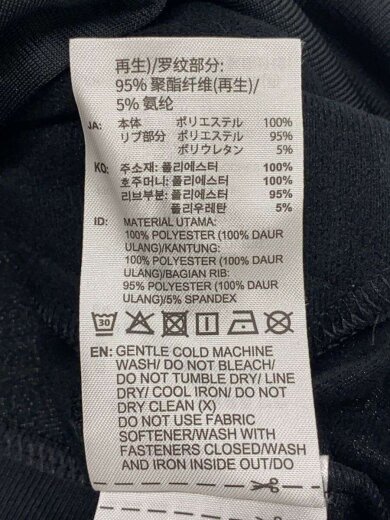 再生)/罗纹部分:
95% 聚酯纤维(再生)/
5% 氨纶
JA: 本体 ポリエステル 100%
リブ部分 ポリエステル 95%
ポリウレタン 5%
KO: 주소재: 폴리에스터 100%
호주머니: 폴리에스터 100%
리브부분: 폴리에스터 95%
폴리우레탄 5%
ID: MATERIAL UTAMA:
100% POLYESTER (100% DAUR
ULANG)/KANTUNG:
100% POLYESTER (100% DAUR
ULANG)/BAGIAN RIB:
95% POLYESTER (100% DAUR
ULANG)/5% SPANDEX
30
EN: GENTLE COLD MACHINE
WASH/ DO NOT BLEACH/
DO NOT TUMBLE DRY/ LINE
DRY/ COOL IRON/ DO NOT
DRY CLEAN (X)
DO NOT USE FABRIC
SOFTENER/WASH WITH
FASTENERS CLOSED/WASH
AND IRON INSIDE OUT/DO